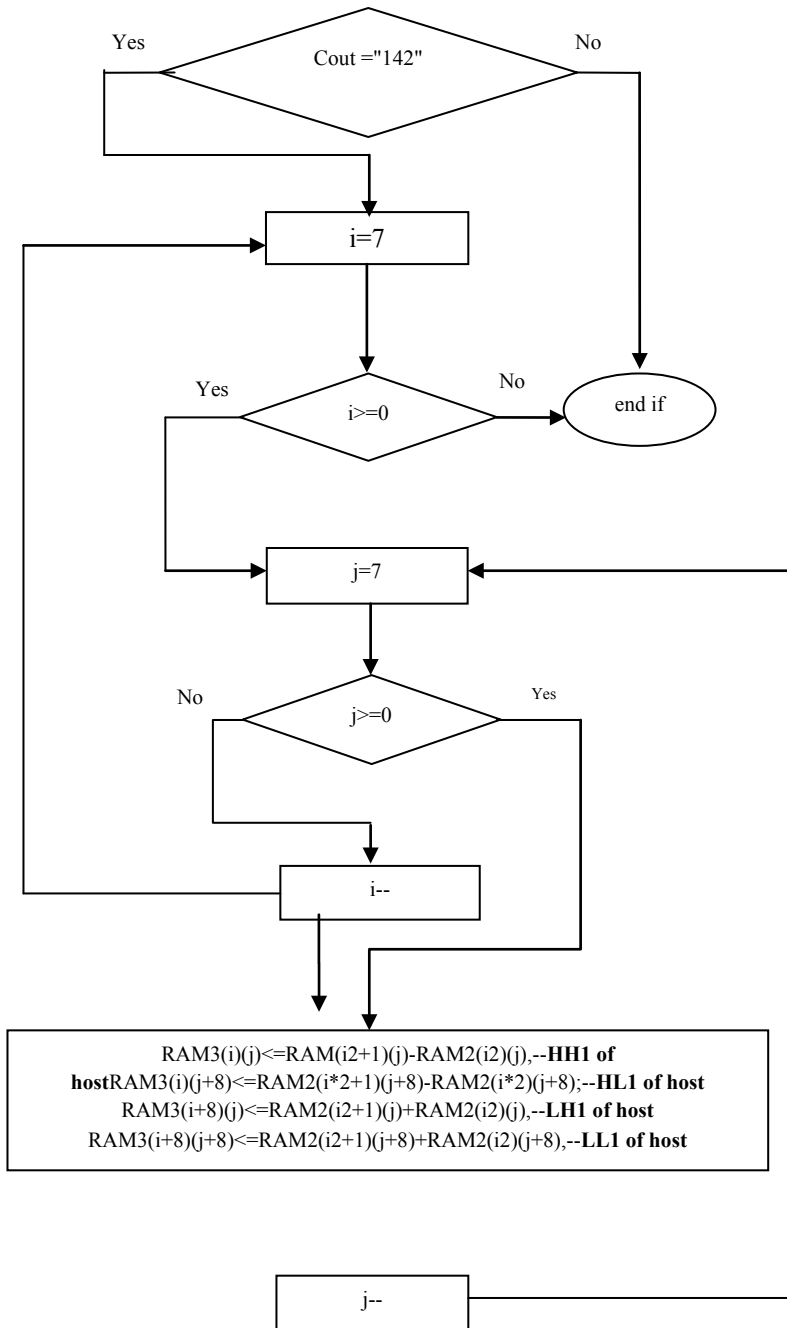 Yes
No
Cout ="142"
i=7
Yes
No
i>=0
end if
j=7
No
Yes
j>=0
i--
RAM3(i)(j)<=RAM(i2+1)(j)-RAM2(i2)(j),--HH1 of
hostRAM3(i)(j+8)<=RAM2(i*2+1)(j+8)-RAM2(i*2)(j+8);--HL1 of host
RAM3(i+8)(j)<=RAM2(i2+1)(j)+RAM2(i2)(j),--LH1 of host
RAM3(i+8)(j+8)<=RAM2(i2+1)(j+8)+RAM2(i2)(j+8),--LL1 of host
j--